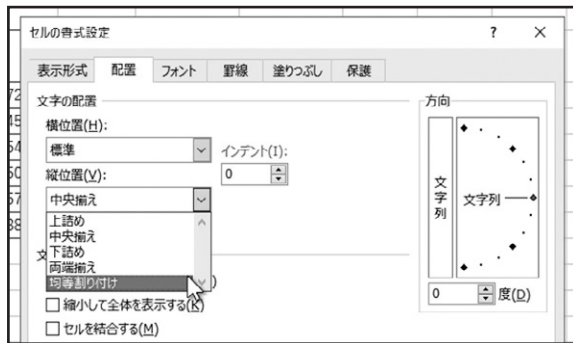 セルの書式設定 ? ×
表示形式 配置 フォント 罫線 塗りつぶし 保護
文字の配置
横位置(H):
標準
インデント(I):
縦位置(V):
0
中央揃え
上詰め
中央揃え
下詰め
両端揃え
均等割り付け
縮小して全体を表示する(K)
セルを結合する(M)
方向
文字列
文字列
0 度(D)